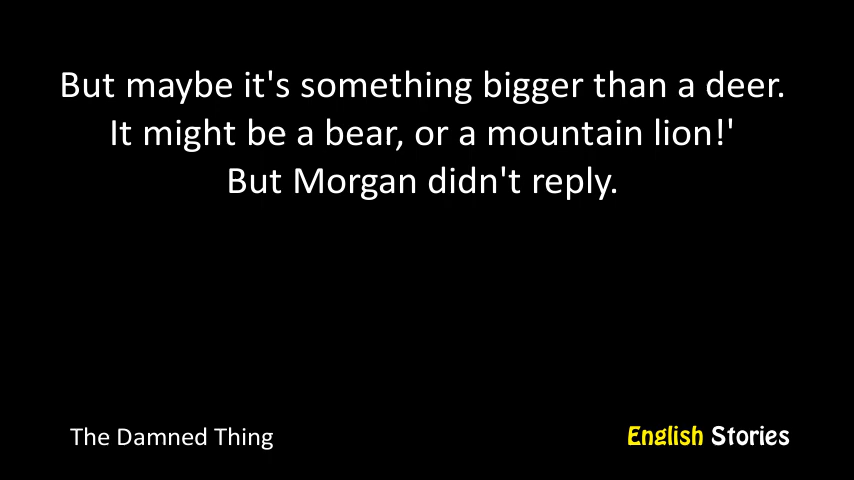 But maybe it's something bigger than a deer.
It might be a bear, or a mountain lion!'
But Morgan didn't reply.
The Damned Thing
English Stories